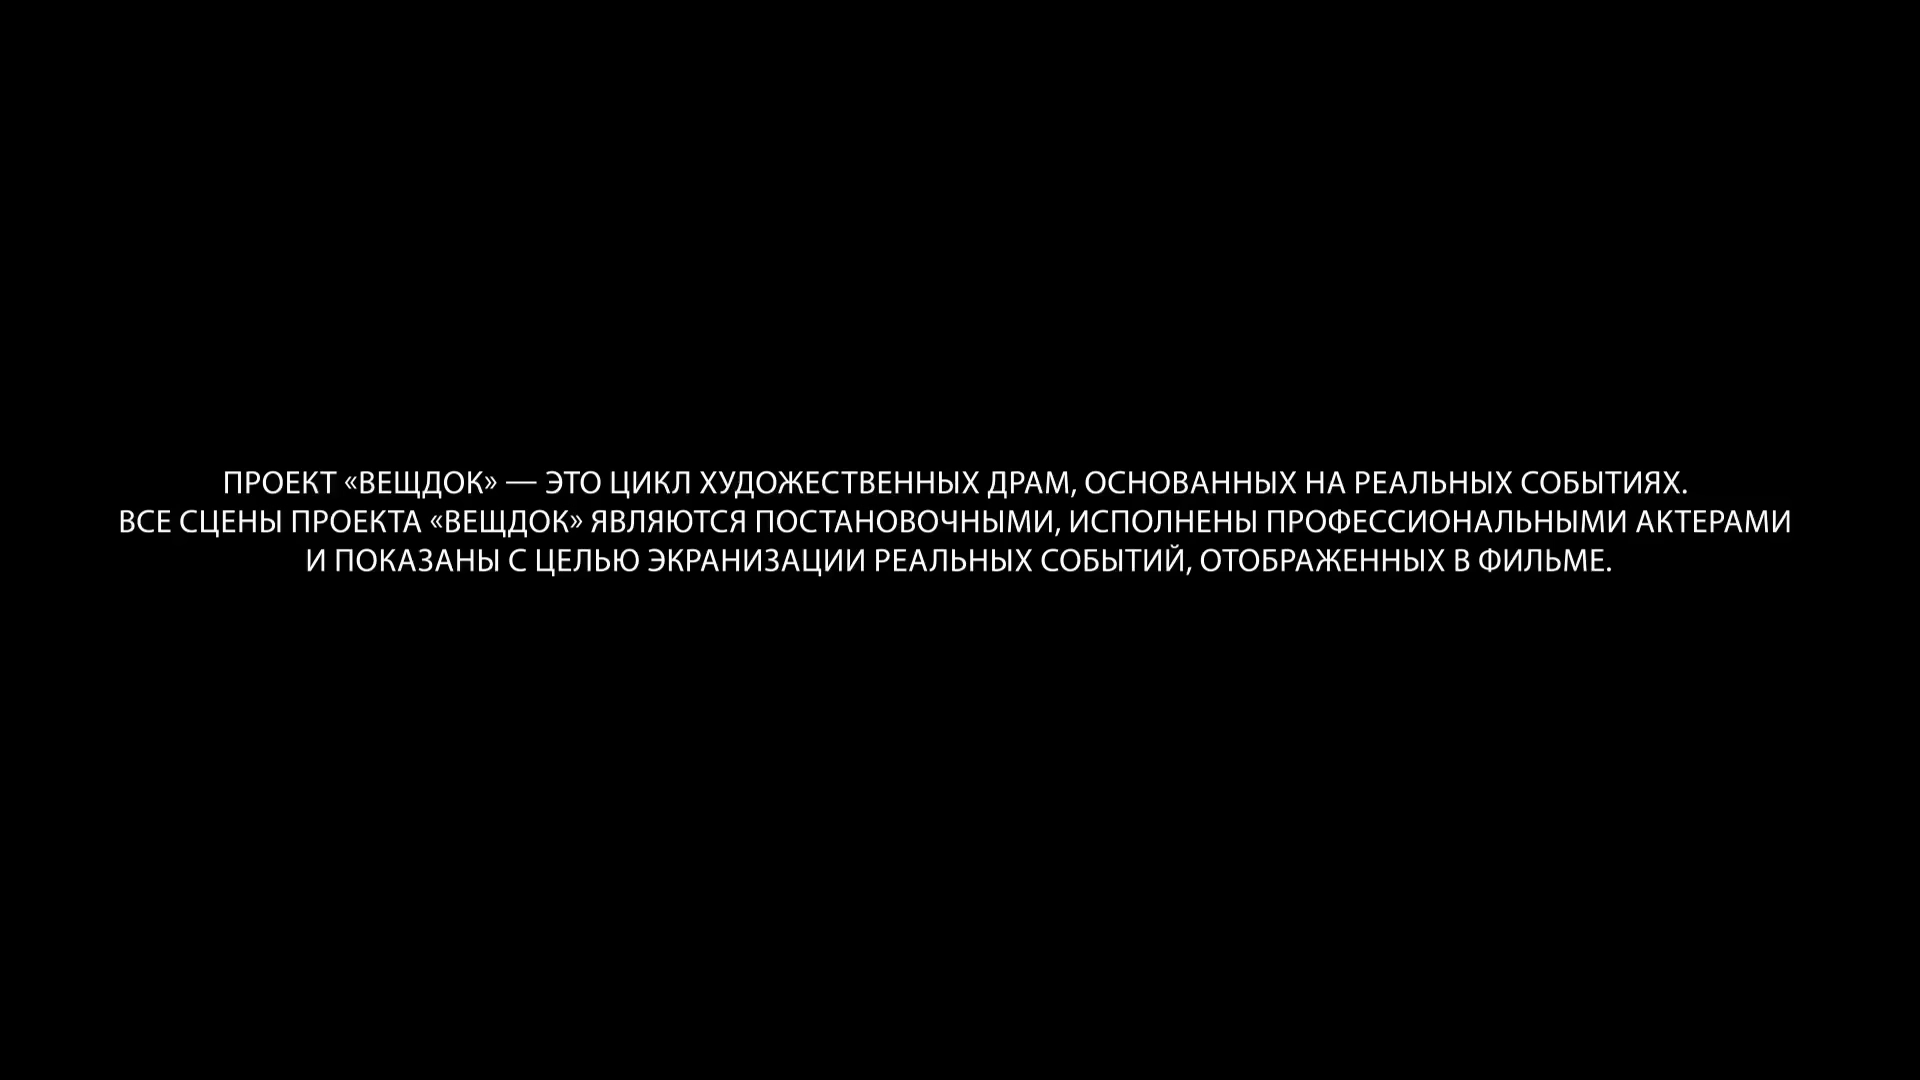 ПРОЕКТ «ВЕЩДОК» — ЭТО ЦИКЛ ХУДОЖЕСТВЕННЫХ ДРАМ, ОСНОВАННЫХ НА РЕАЛЬНЫХ СОБЫТИЯХ.
ВСЕ СЦЕНЫ ПРОЕКТА «ВЕЩДОК» ЯВЛЯЮТСЯ ПОСТАНОВОЧНЫМИ, ИСПОЛНЕНЫ ПРОФЕССИОНАЛЬНЫМИ АКТЕРАМИ
И ПОКАЗАНЫ С ЦЕЛЬЮ ЭКРАНИЗАЦИИ РЕАЛЬНЫХ СОБЫТИЙ, ОТОБРАЖЕННЫХ В ФИЛЬМЕ.